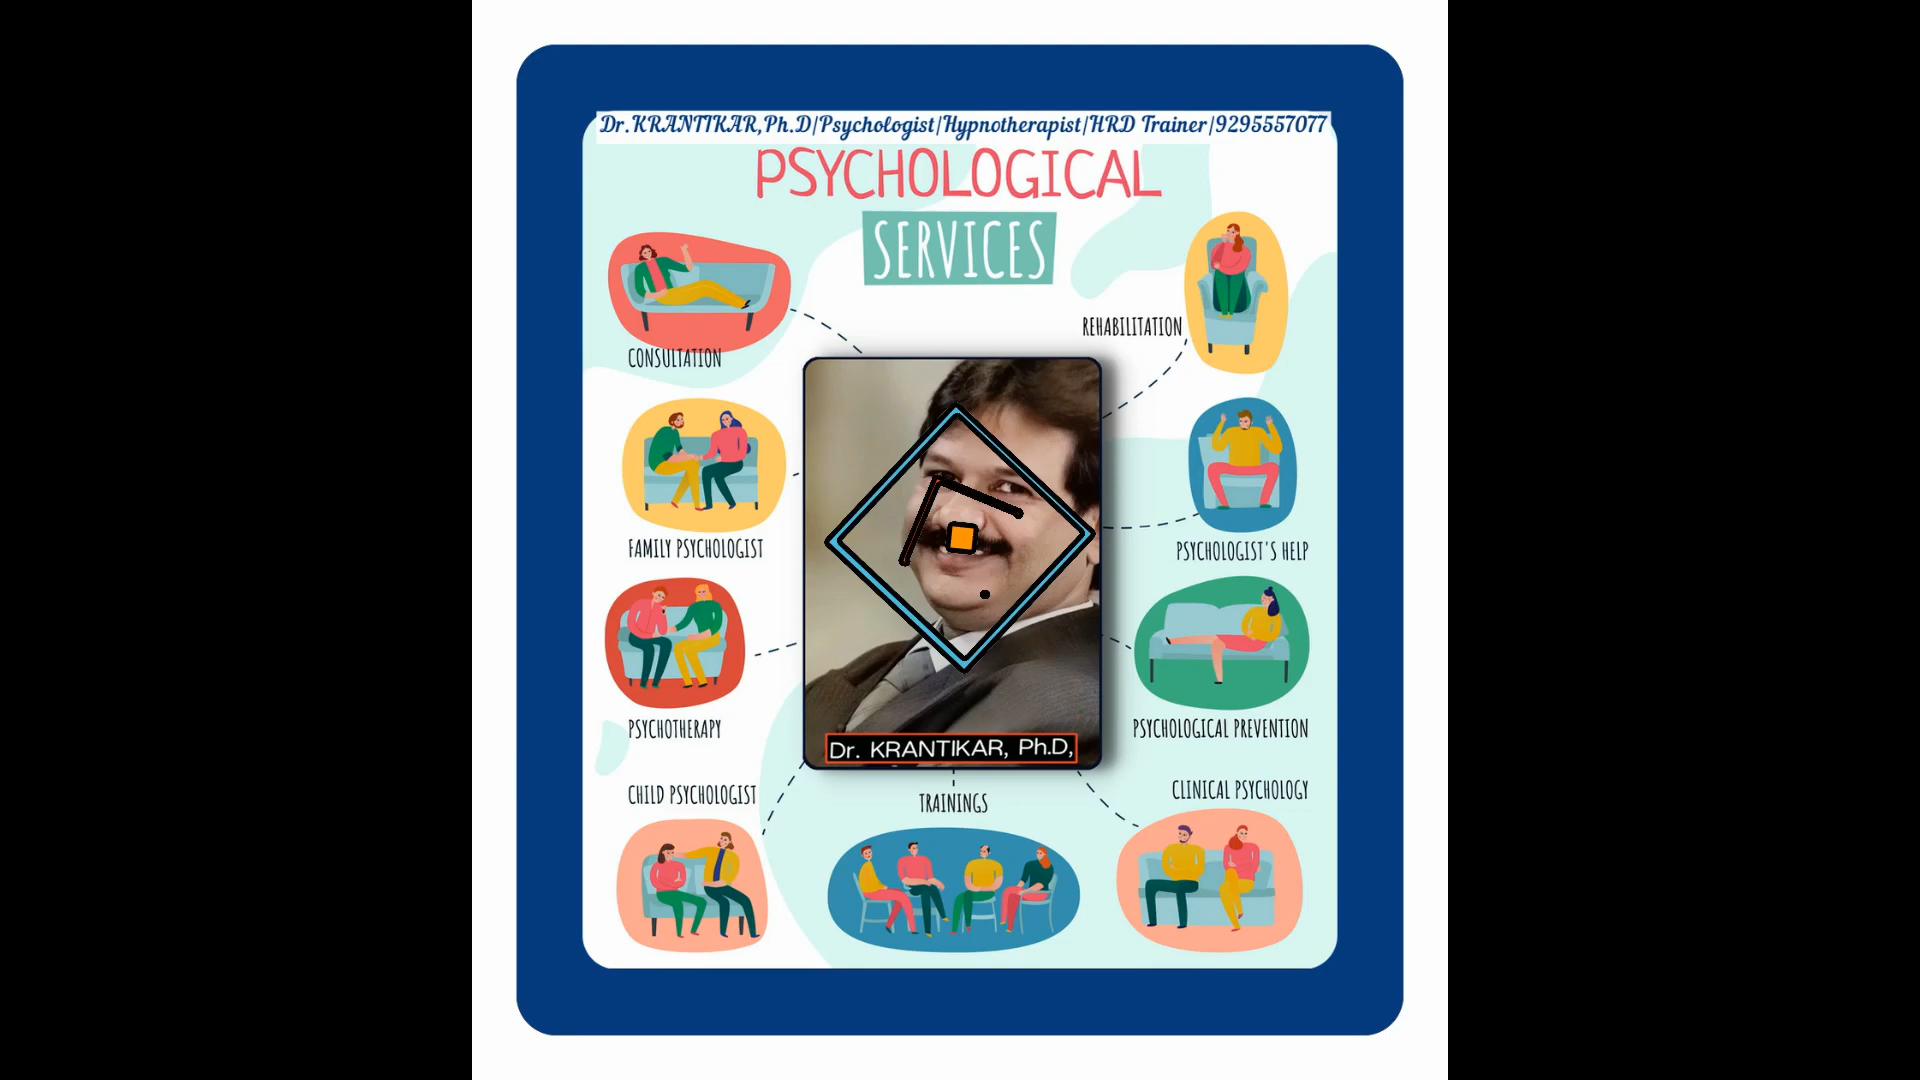 Dr.KRANTIKAR,Ph.D/Psychologist/Hypnotherapist/HRD Trainer/9295557077
PSYCHOLOGICAL
SERVICES
REHABILITATION
CONSULTATION
FAMILY PSYCHOLOGIST
PSYCHOLOGIST'S HELP
PSYCHOTHERAPY
PSYCHOLOGICAL PREVENTION
Dr. KRANTIKAR, Ph.D,
CHILD PSYCHOLOGIST
TRAININGS
CLINICAL PSYCHOLOGY